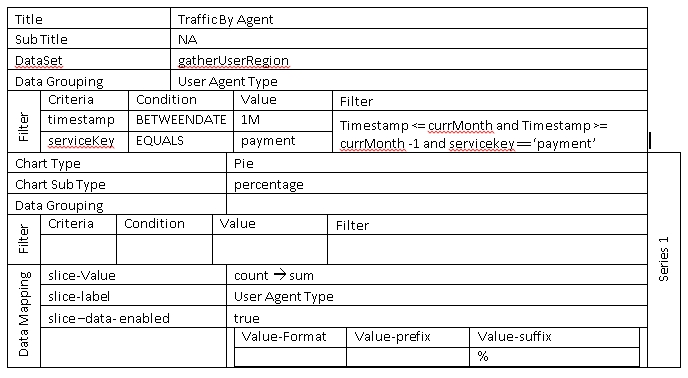 Title Traffic By Agent
Sub Title NA
DataSet gatherUserRegion
Data Grouping User Agent Type
Filter
Criteria Condition Value Filter
timestamp BETWEENDATE 1M Timestamp <= currMonth and Timestamp >=
serviceKey EQUALS payment currMonth -1 and servicekey == 'payment'
Series 1
Chart Type Pie
Chart Sub Type percentage
Data Grouping
Filter
Criteria Condition Value Filter
Data Mapping
slice-Value count → sum
slice-label User Agent Type
slice –data- enabled true
Value-Format Value-prefix Value-suffix
%